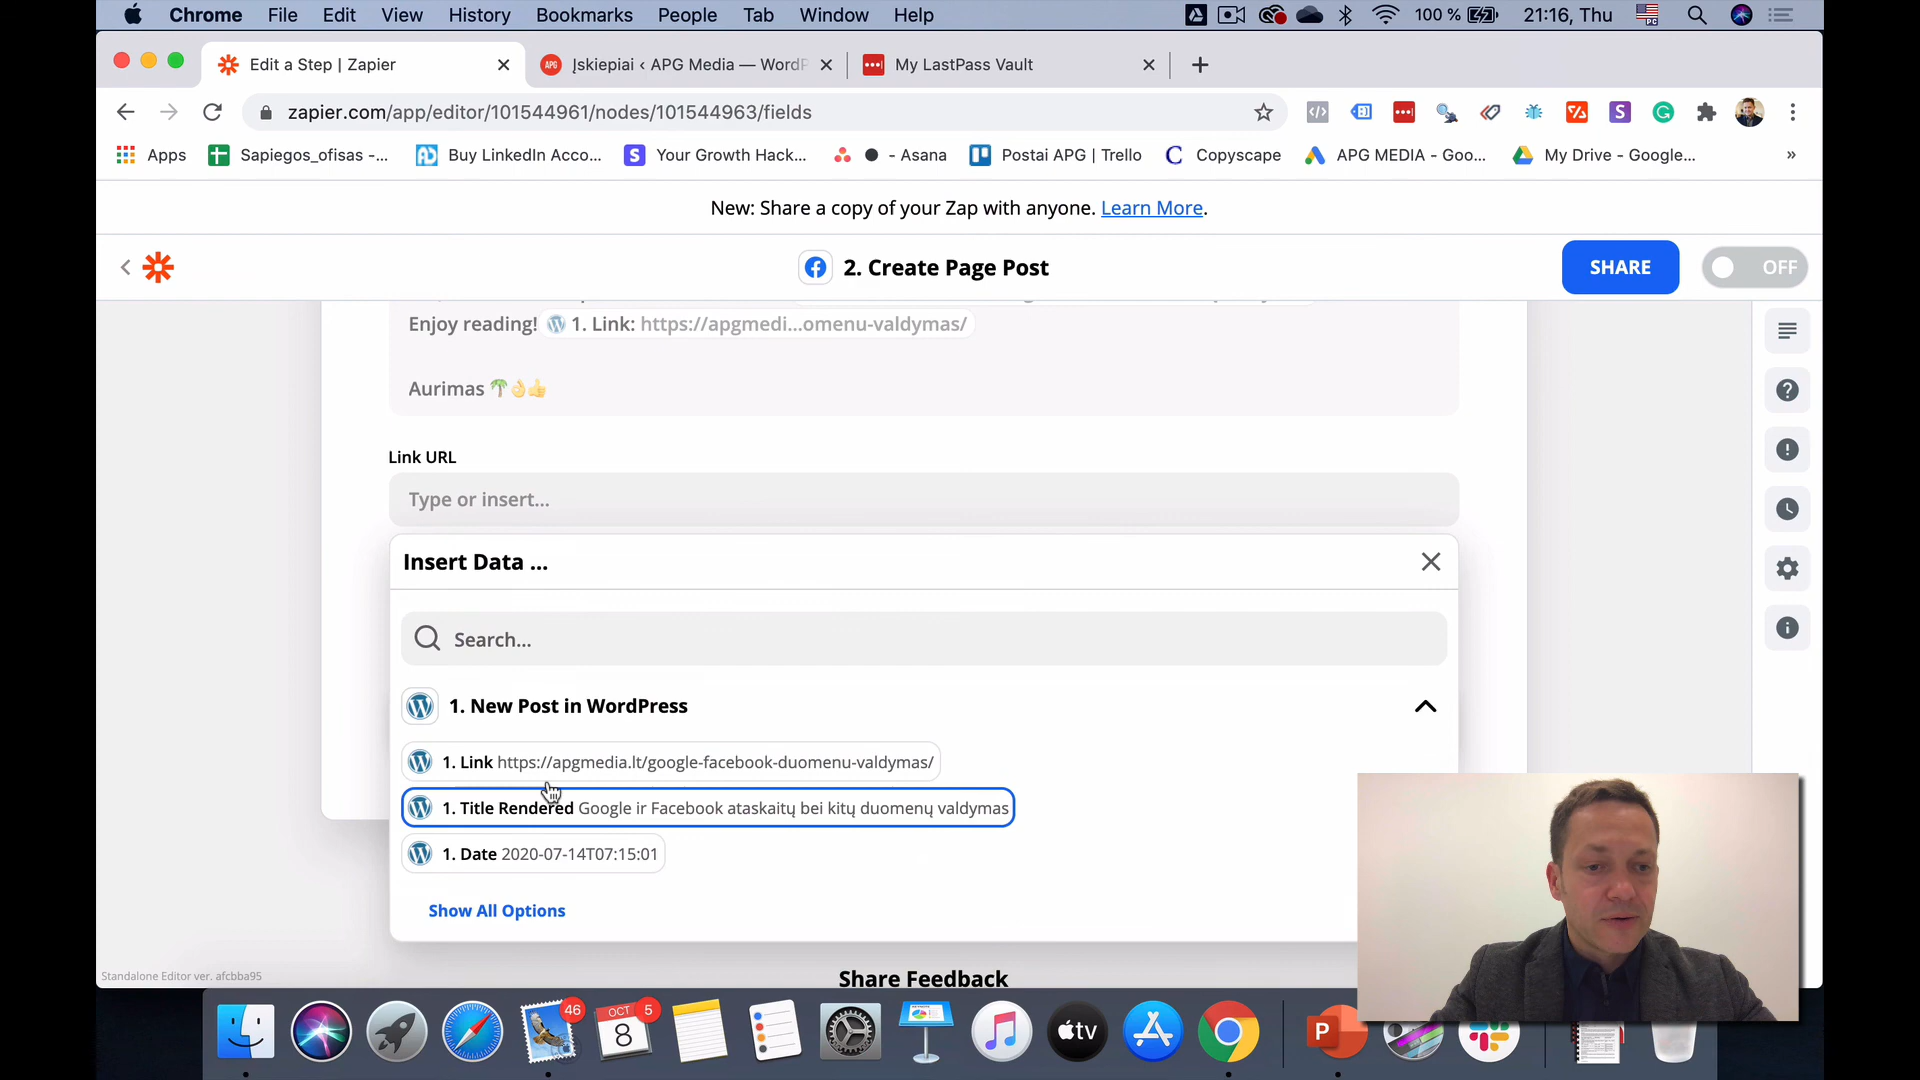 Chrome File Edit View History Bookmarks People Tab Window Help 100 % 21:16, Thu
Edit a Step | Zapier Įskiepiai ‹ APG Media — WordP My LastPass Vault
zapier.com/app/editor/101544961/nodes/101544963/fields
Apps Sapiegos_ofisas -... Buy LinkedIn Acco... Your Growth Hack... - Asana Postai APG | Trello Copyscape APG MEDIA - Goo... My Drive - Google... »
New: Share a copy of your Zap with anyone. Learn More.
2. Create Page Post SHARE OFF
Enjoy reading! 1. Link: https://apgmedi...omenu-valdymas/
Aurimas 🌴👌👍
Link URL
Type or insert...
Insert Data ...
Search...
1. New Post in WordPress
1. Link https://apgmedia.lt/google-facebook-duomenu-valdymas/
1. Title Rendered Google ir Facebook ataskaitų bei kitų duomenų valdymas
1. Date 2020-07-14T07:15:01
Show All Options
Standalone Editor ver. afcbba95
Share Feedback
46 OCT 8 5 tv P